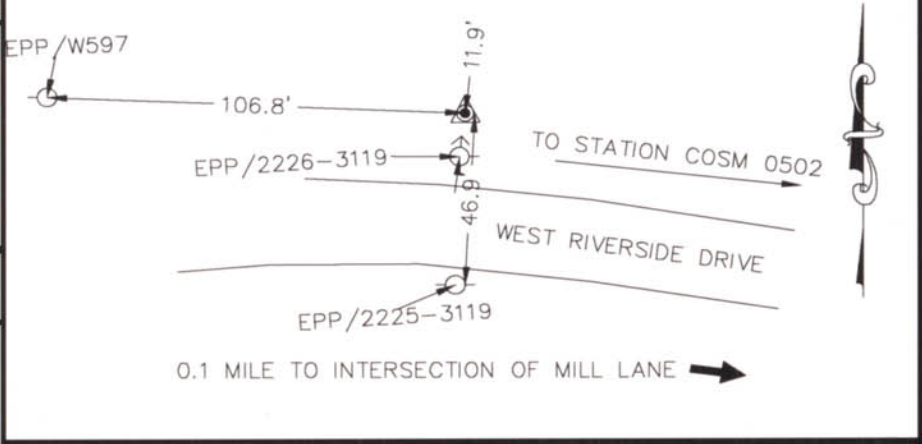 EPP/W597
11.9'
106.8'
TO STATION COSM 0502
EPP/2226-3119
46.9
WEST RIVERSIDE DRIVE
EPP/2225-3119
0.1 MILE TO INTERSECTION OF MILL LANE